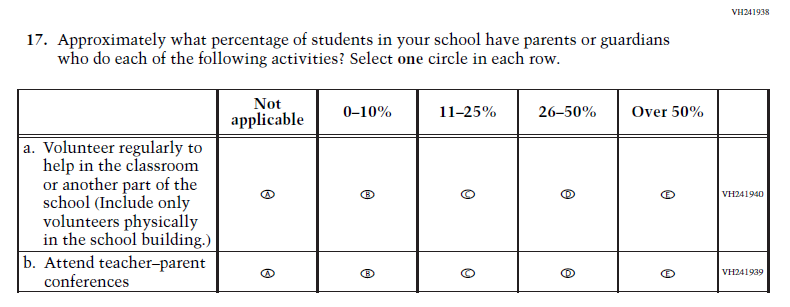 VH241938
17. Approximately what percentage of students in your school have parents or guardians
who do each of the following activities? Select one circle in each row.
Not
applicable
0–10%
11–25%
26–50%
Over 50%
a. Volunteer regularly to
help in the classroom
or another part of the
school (Include only
volunteers physically
in the school building.)
A
B
C
D
E
VH241940
b. Attend teacher–parent
conferences
A
B
C
D
E
VH241939